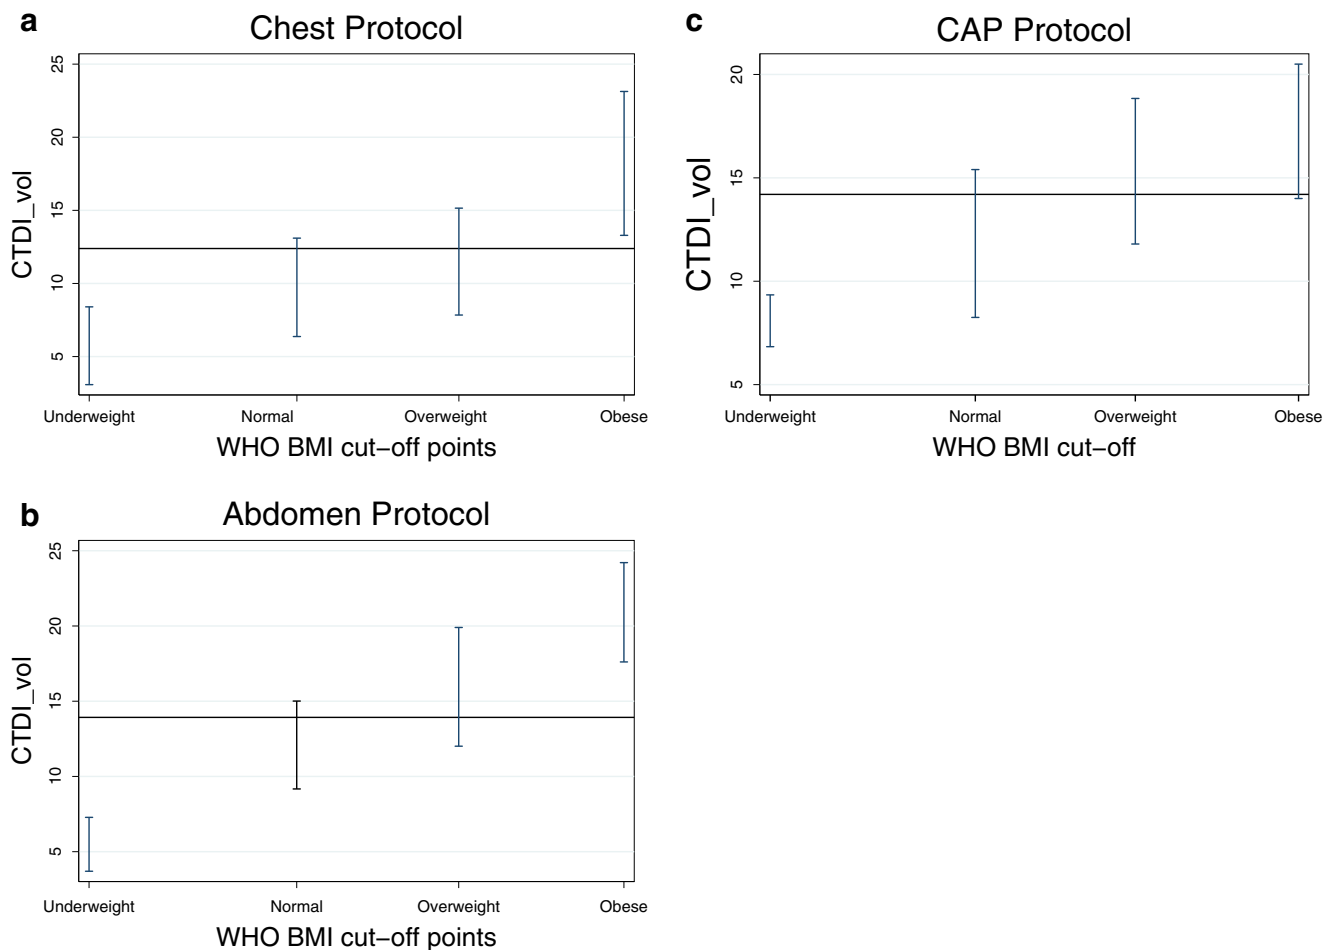 a
Chest Protocol
25
20
15
10
5
CTDI_vol
Underweight Normal Overweight Obese
WHO BMI cut−off points
b
Abdomen Protocol
25
20
15
10
5
CTDI_vol
Underweight Normal Overweight Obese
WHO BMI cut−off points
c
CAP Protocol
20
15
10
5
CTDI_vol
Underweight Normal Overweight Obese
WHO BMI cut−off